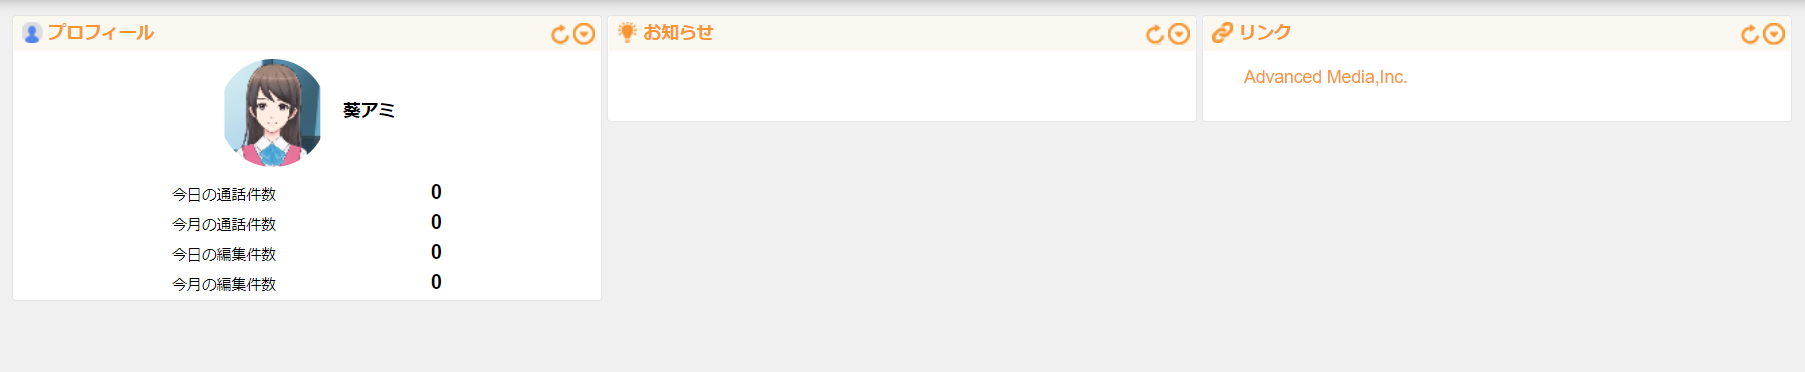 プロフィール
葵アミ
今日の通話件数 0
今月の通話件数 0
今日の編集件数 0
今月の編集件数 0
お知らせ
リンク
Advanced Media,Inc.